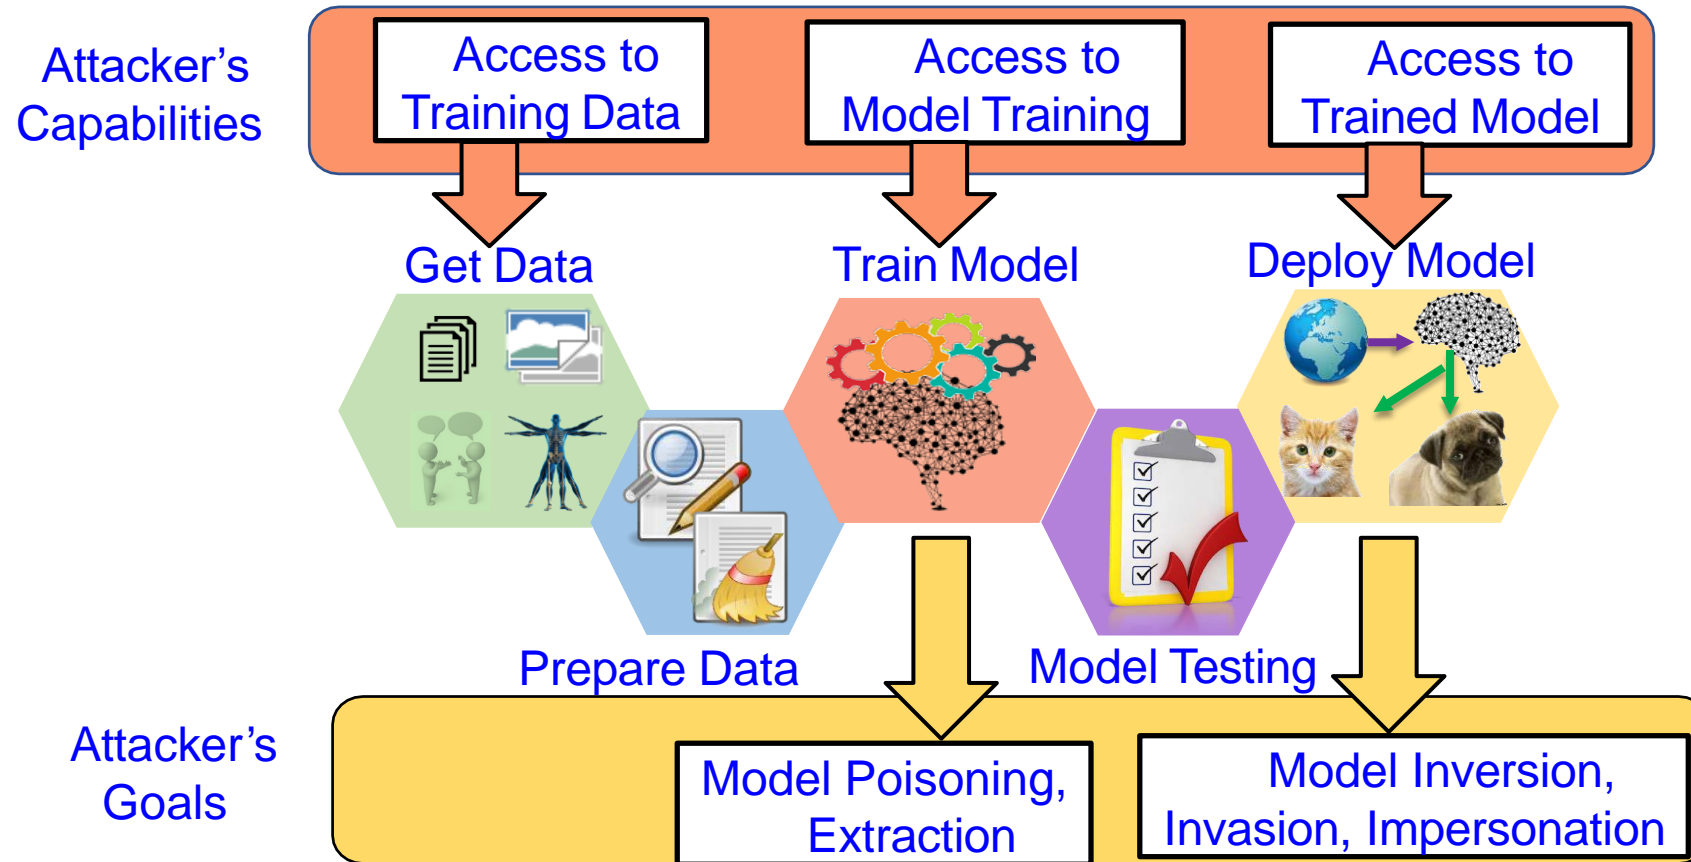 Attacker's
Capabilities
Access to
Training Data
Access to
Model Training
Access to
Trained Model
Get Data
Train Model
Deploy Model
Prepare Data
Model Testing
Attacker's
Goals
Model Poisoning,
Extraction
Model Inversion,
Invasion, Impersonation